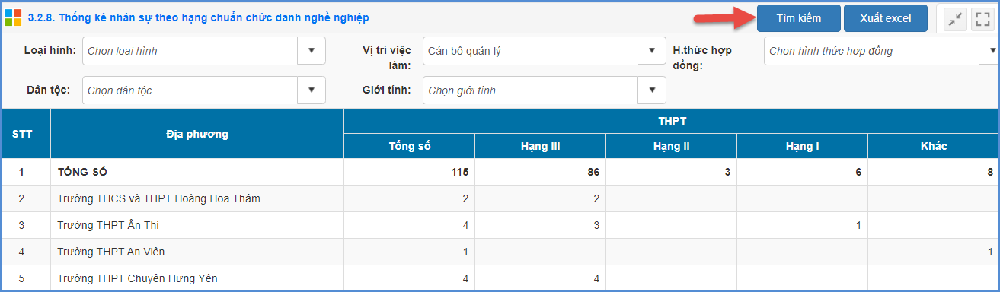 3.2.8. Thống kê nhân sự theo hạng chuẩn chức danh nghề nghiệp Tìm kiếm Xuất excel
Loại hình: Chọn loại hình Vị trí việc làm: Cán bộ quản lý H.thức hợp đồng: Chọn hình thức hợp đồng
Dân tộc: Chọn dân tộc Giới tính: Chọn giới tính
STT Địa phương THPT
Tổng số Hạng III Hạng II Hạng I Khác
1 TỔNG SỐ 115 86 3 6 8
2 Trường THCS và THPT Hoàng Hoa Thám 2 2
3 Trường THPT Ân Thi 4 3 1
4 Trường THPT An Viên 1 1
5 Trường THPT Chuyên Hưng Yên 4 4